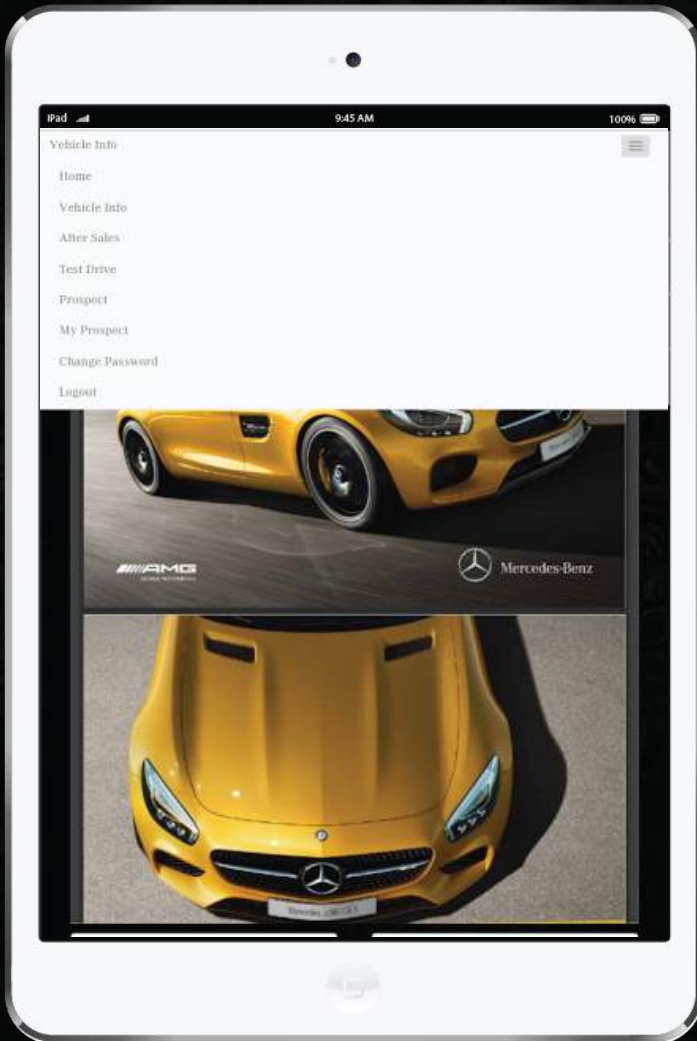 iPad
9:45 AM
100%
Vehicle Info
Home
Vehicle Info
After Sales
Test Drive
Prospect
My Prospect
Change Password
Logout
AMG
Mercedes-Benz